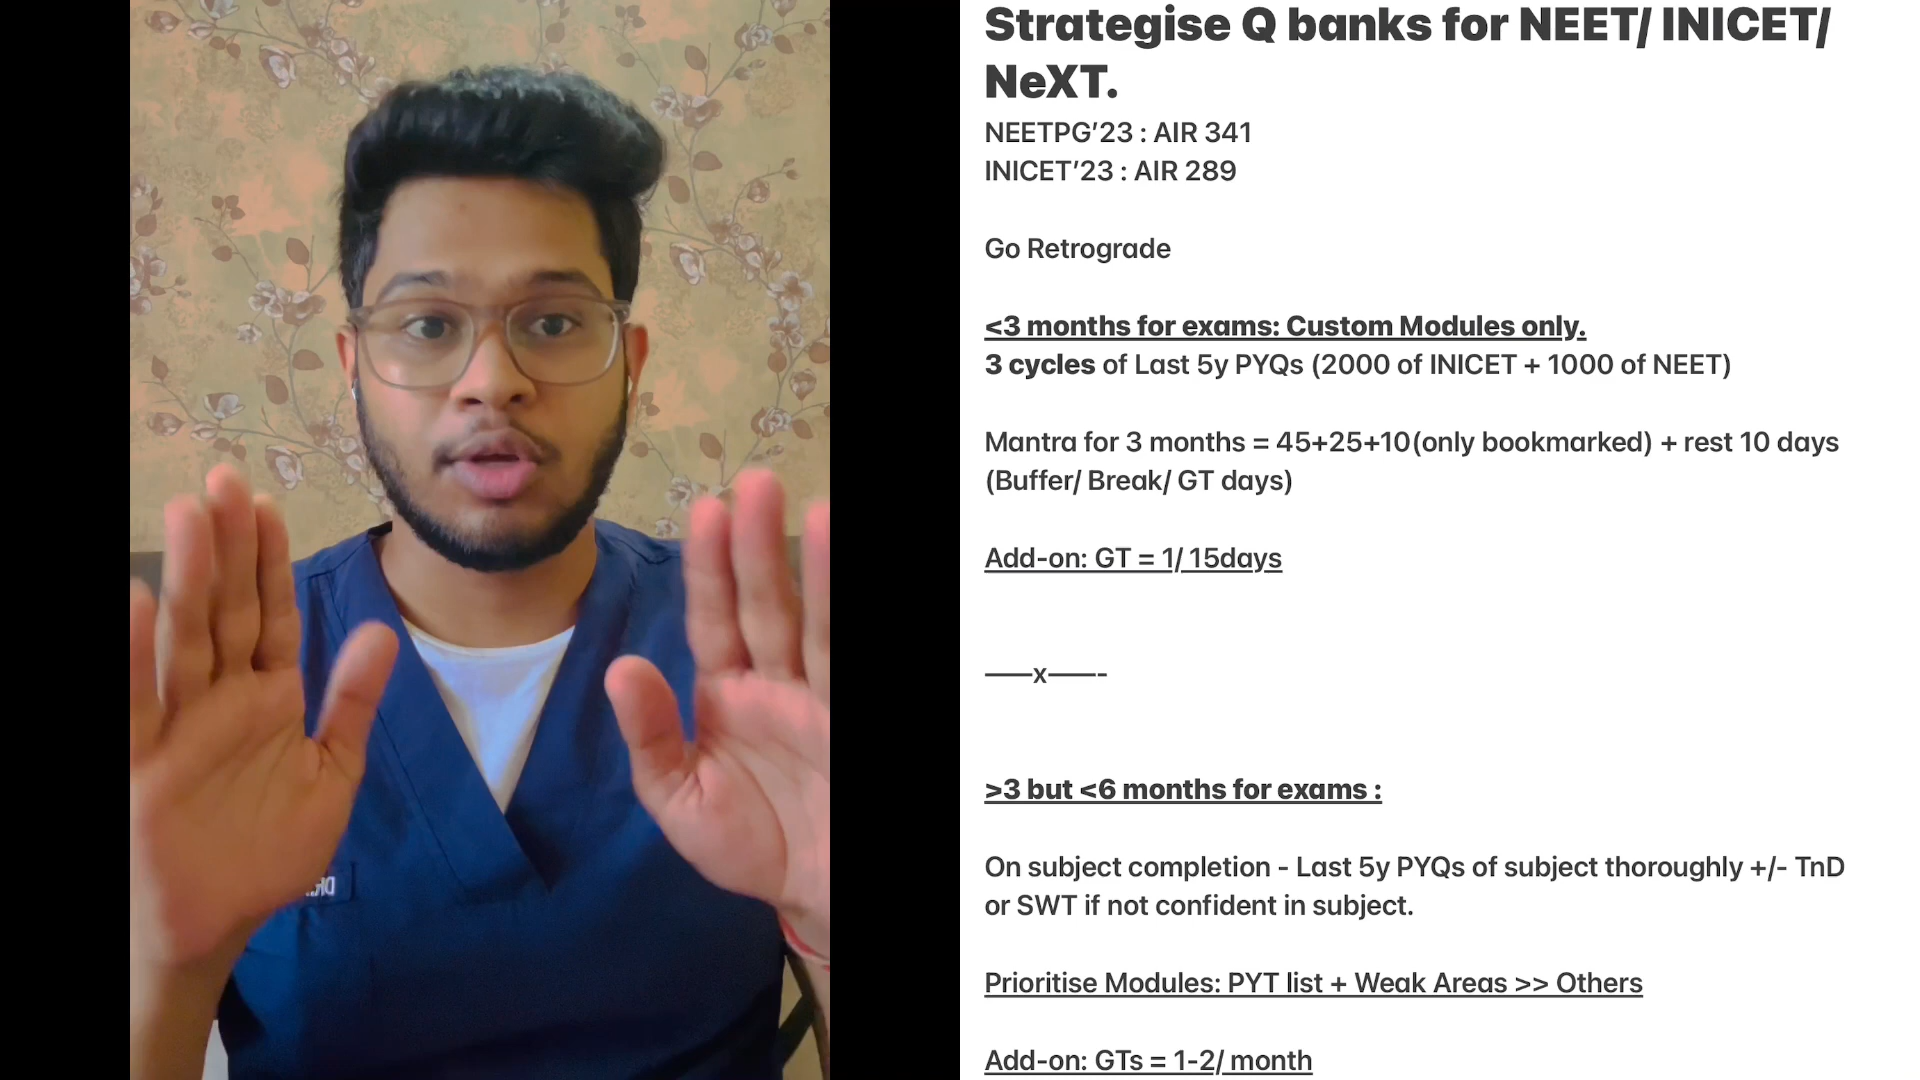 Strategise Q banks for NEET/ INICET/
NeXT.
NEETPG’23 : AIR 341
INICET’23 : AIR 289
Go Retrograde
<3 months for exams: Custom Modules only.
3 cycles of Last 5y PYQs (2000 of INICET + 1000 of NEET)
Mantra for 3 months = 45+25+10(only bookmarked) + rest 10 days
(Buffer/ Break/ GT days)
Add-on: GT = 1/ 15days
——x——-
>3 but <6 months for exams :
On subject completion - Last 5y PYQs of subject thoroughly +/- TnD
or SWT if not confident in subject.
Prioritise Modules: PYT list + Weak Areas >> Others
Add-on: GTs = 1-2/ month